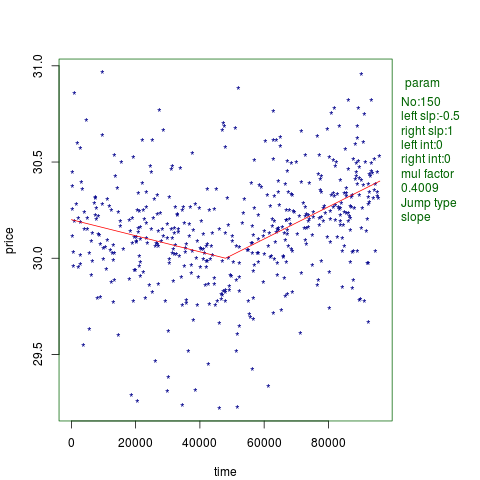 31.0
30.5
30.0
29.5
price
0
20000
40000
60000
80000
time
param
No:150
left slp:-0.5
right slp:1
left int:0
right int:0
mul factor
0.4009
Jump type
slope